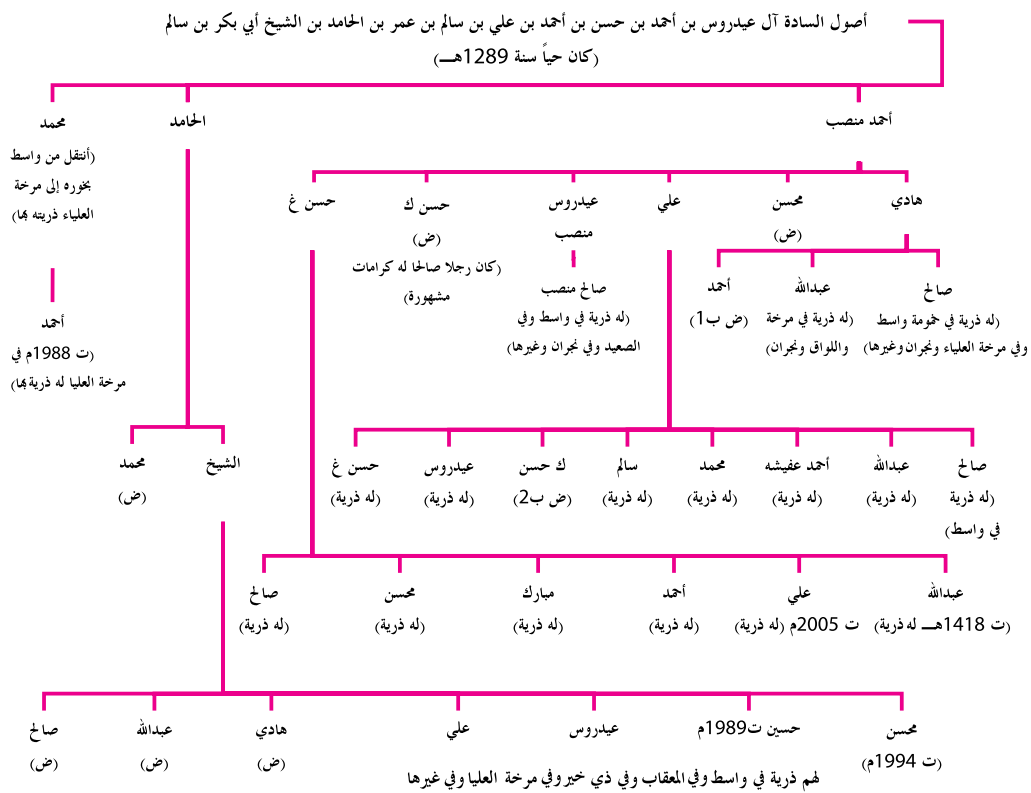 أصول السادة آل عيدروس بن أحمد بن حسن بن أحمد بن علي بن سالم بن عمر بن الحامد بن الشيخ أبي بكر بن سالم
(كان حياً سنة 1289هــ)
أحمد منصب
الحامد
محمد
(أنتقل من واسط
بخوره إلى مرخة
العلياء ذريته بها)
أحمد
(ت 1988م في
مرخة العليا له ذرية بها)
هادي
محسن
(ض)
علي
عيدروس
منصب
حسن ك
(ض)
(كان رجلا صالحا له كرامات
مشهورة)
حسن غ
صالح
(له ذرية في حمومة واسط
وفي مرخة العلياء ونجران وغيرها)
عبدالله
(له ذرية في مرخة
واللواق ونجران)
أحمد
(ض ب1)
صالح منصب
(له ذرية في واسط وفي
الصعيد وفي نجران وغيرها)
صالح
(له ذرية
في واسط)
عبدالله
(له ذرية)
أحمد عفيشه
(له ذرية)
محمد
(له ذرية)
سالم
(له ذرية)
ك حسن
(ض ب2)
عيدروس
(له ذرية)
حسن غ
(له ذرية)
الشيخ
محمد
(ض)
عبدالله
(ت 1418هــ له ذرية)
علي
ت 2005م (له ذرية)
أحمد
(له ذرية)
مبارك
(له ذرية)
محسن
(له ذرية)
صالح
(له ذرية)
محسن
(ت 1994م)
حسين ت1989م
عيدروس
علي
هادي
(ض)
عبدالله
(ض)
صالح
(ض)
لهم ذرية في واسط وفي المعقاب وفي ذي خير وفي مرخة العليا وفي غيرها